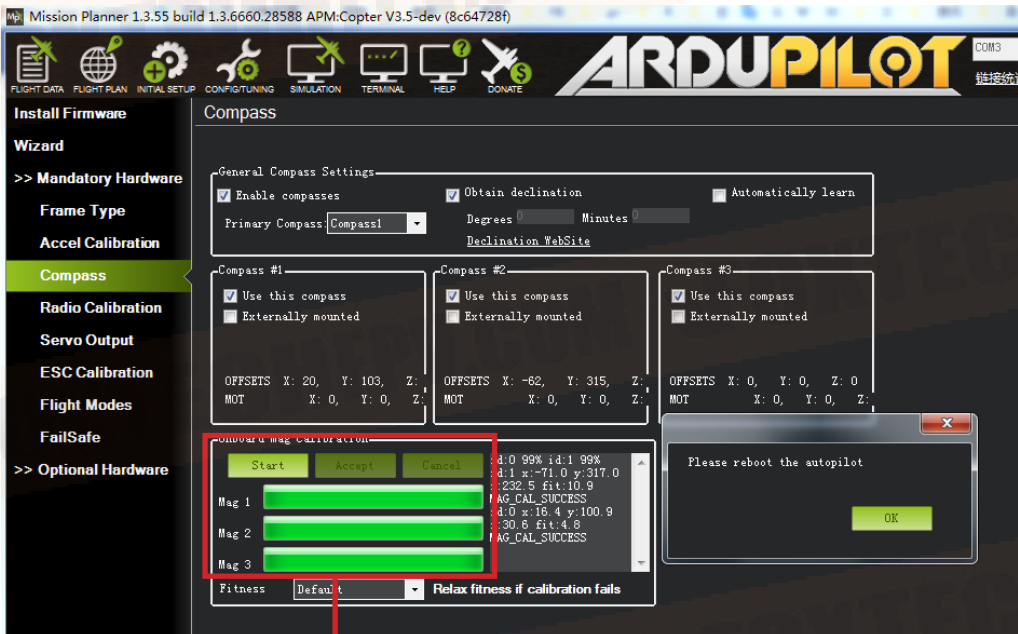 Mission Planner 1.3.55 build 1.3.6660.28588 APM:Copter V3.5-dev (8c64728f)
FLIGHT DATA FLIGHT PLAN INITIAL SETUP CONFIG/TUNING SIMULATION TERMINAL HELP DONATE
ARDUPILOT
COM3
Install Firmware
Wizard
>> Mandatory Hardware
Frame Type
Accel Calibration
Compass
Radio Calibration
Servo Output
ESC Calibration
Flight Modes
FailSafe
>> Optional Hardware
Compass
General Compass Settings
Enable compasses
Obtain declination
Automatically learn
Primary Compass: Compass1
Degrees 0 Minutes 0
Declination WebSite
Compass #1
Use this compass
Externally mounted
OFFSETS X: 20, Y: 103, Z:
MOT X: 0, Y: 0, Z:
Compass #2
Use this compass
Externally mounted
OFFSETS X: -62, Y: 315, Z:
MOT X: 0, Y: 0, Z:
Compass #3
Use this compass
Externally mounted
OFFSETS X: 0, Y: 0, Z: 0
MOT X: 0, Y: 0, Z:
Onboard Mag Calibration
Start Accept Cancel
Mag 1
Mag 2
Mag 3
id:0 99% id:1 99%
id:1 x:-71.0 y:317.0
:232.5 fit:10.9
MAG_CAL_SUCCESS
id:0 x:16.4 y:100.9
:30.6 fit:4.8
MAG_CAL_SUCCESS
Fitness Default Relax fitness if calibration fails
Please reboot the autopilot
OK